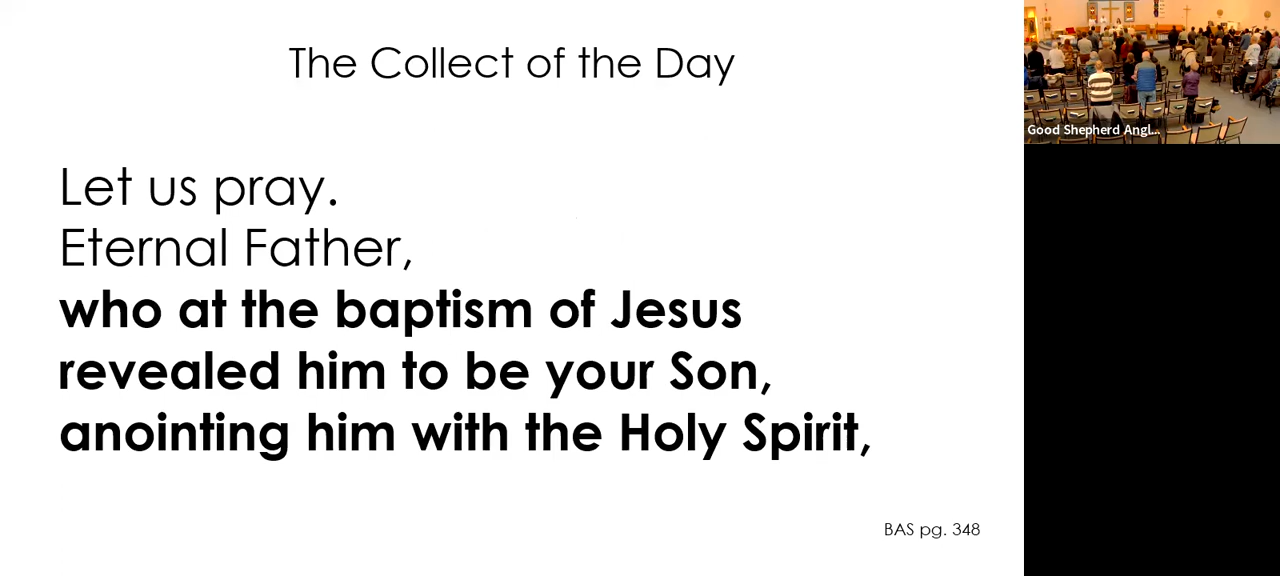 The Collect of the Day
Let us pray.
Eternal Father,
who at the baptism of Jesus
revealed him to be your Son,
anointing him with the Holy Spirit,
BAS pg. 348
Good Shepherd Angl...